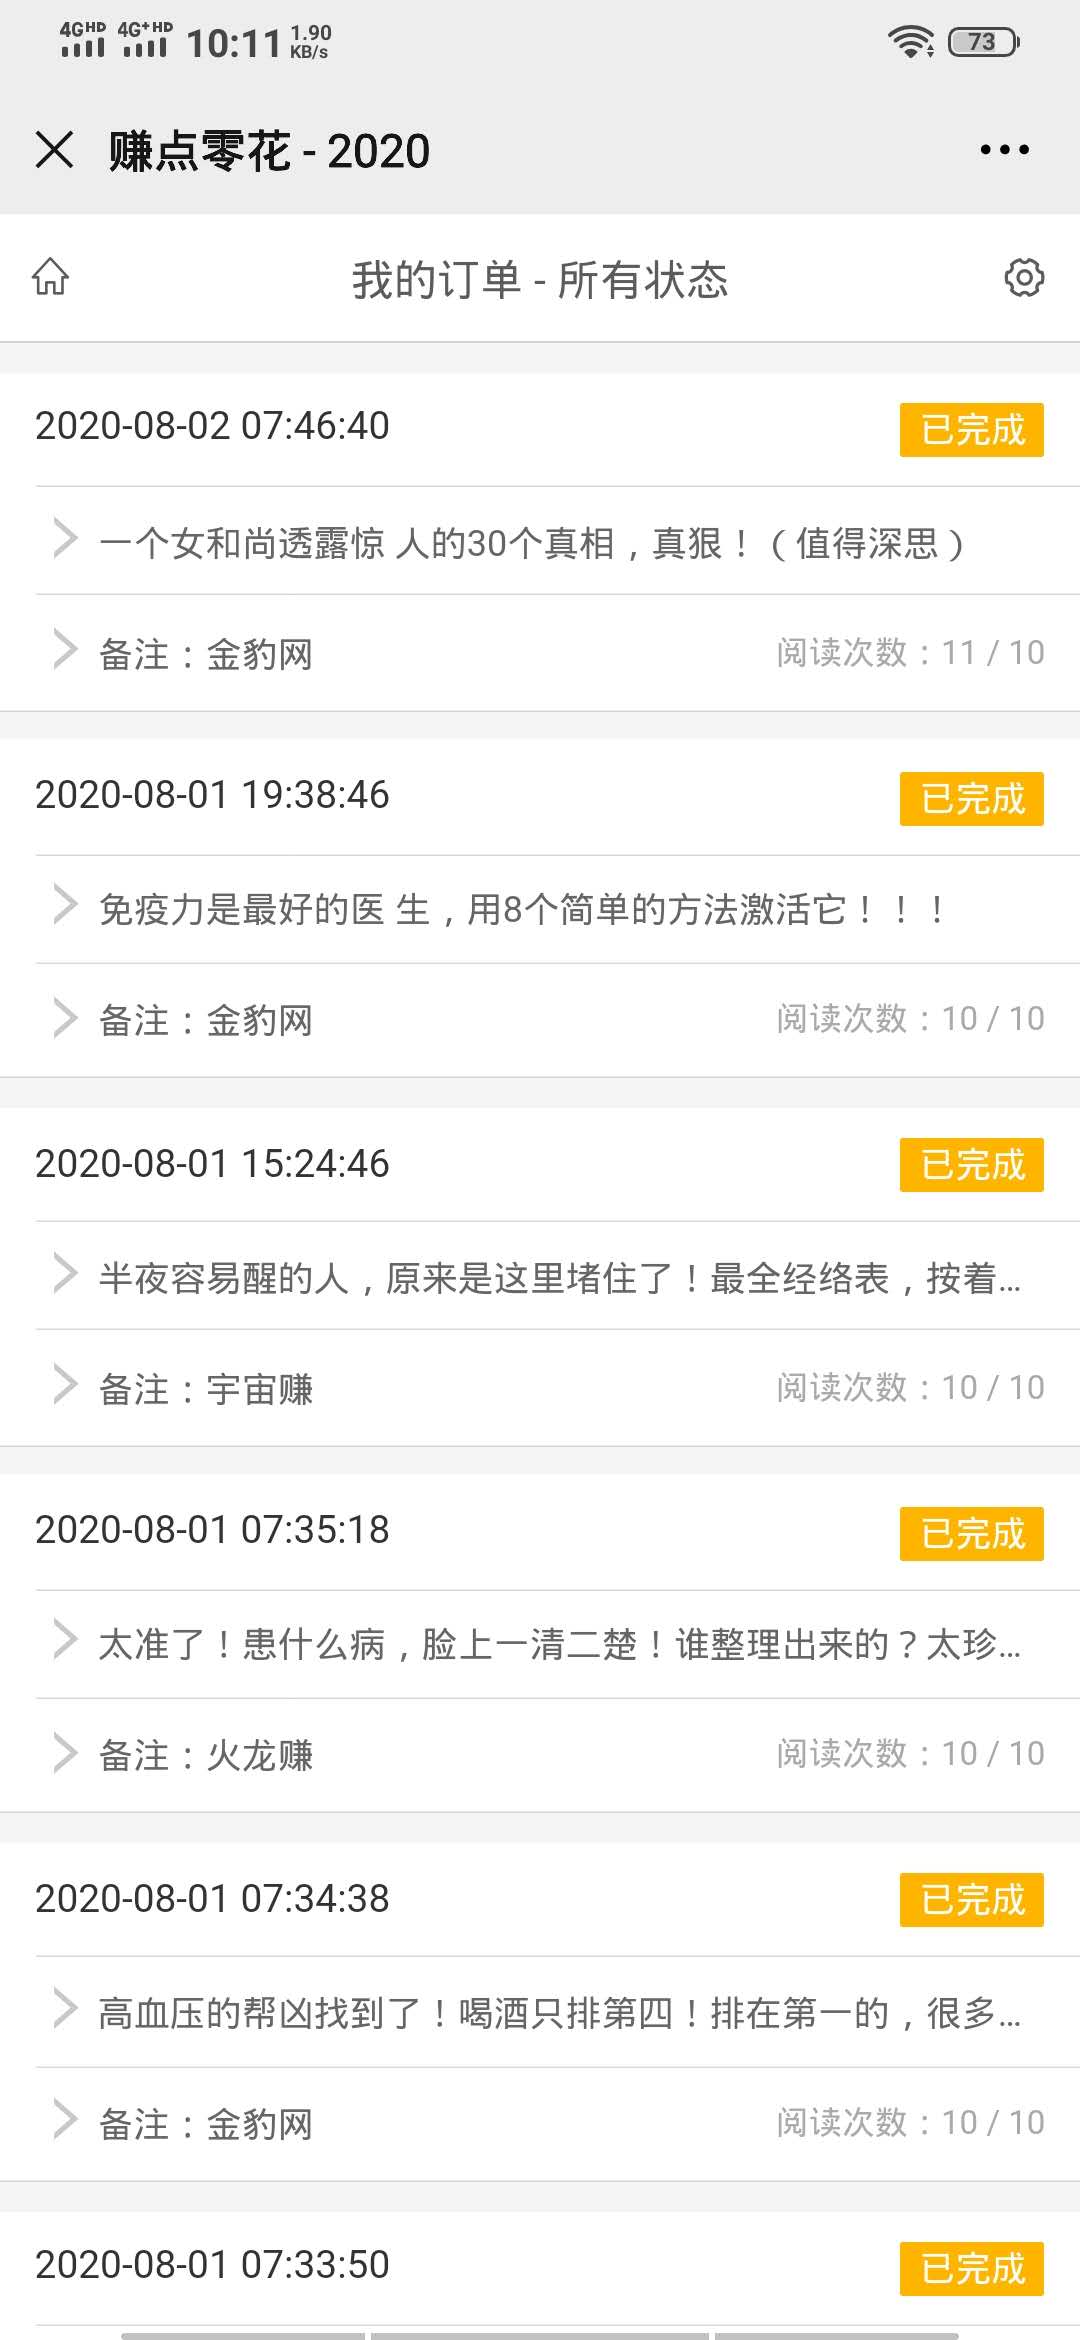 4GHD 4G+HD 10:11 1.90 KB/s 73
赚点零花 - 2020
我的订单 - 所有状态
2020-08-02 07:46:40 已完成
一个女和尚透露惊 人的30个真相，真狠！（值得深思）
备注：金豹网 阅读次数：11 / 10
2020-08-01 19:38:46 已完成
免疫力是最好的医 生，用8个简单的方法激活它！！！
备注：金豹网 阅读次数：10 / 10
2020-08-01 15:24:46 已完成
半夜容易醒的人，原来是这里堵住了！最全经络表，按着...
备注：宇宙赚 阅读次数：10 / 10
2020-08-01 07:35:18 已完成
太准了！患什么病，脸上一清二楚！谁整理出来的？太珍...
备注：火龙赚 阅读次数：10 / 10
2020-08-01 07:34:38 已完成
高血压的帮凶找到了！喝酒只排第四！排在第一的，很多...
备注：金豹网 阅读次数：10 / 10
2020-08-01 07:33:50 已完成